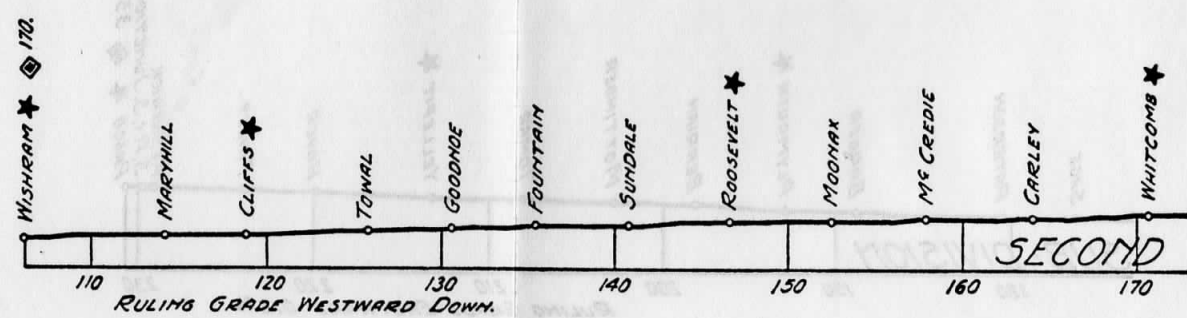 WISHRAM ★ ◈ 170.
MARYHILL
CLIFFS ★
TOWAL
GOODNOE
FOUNTAIN
SUNDALE
ROOSEVELT ★
MOONAX
McCREDIE
CARLEY
WHITCOMB ★
SECOND
110 120 130 140 150 160 170
RULING GRADE WESTWARD DOWN.